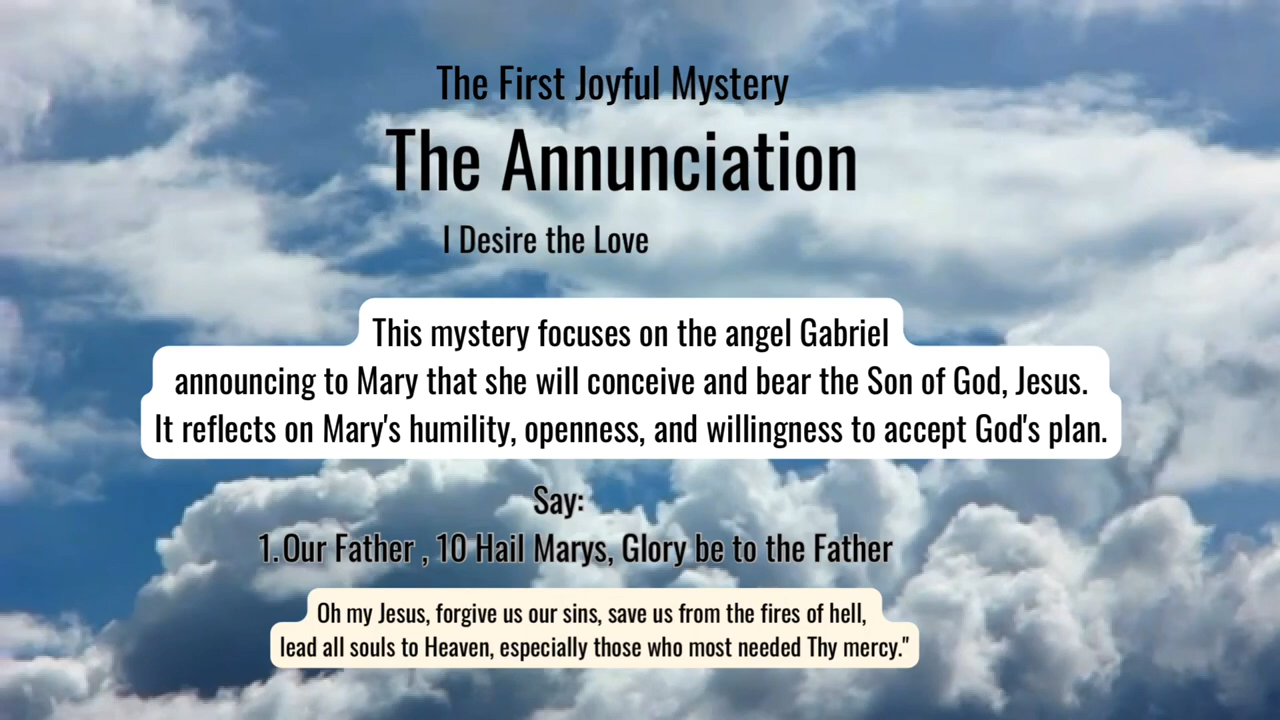 The First Joyful Mystery
The Annunciation
I Desire the Love
This mystery focuses on the angel Gabriel
announcing to Mary that she will conceive and bear the Son of God, Jesus.
It reflects on Mary's humility, openness, and willingness to accept God's plan.
Say:
1.Our Father , 10 Hail Marys, Glory be to the Father
Oh my Jesus, forgive us our sins, save us from the fires of hell,
lead all souls to Heaven, especially those who most needed Thy mercy."